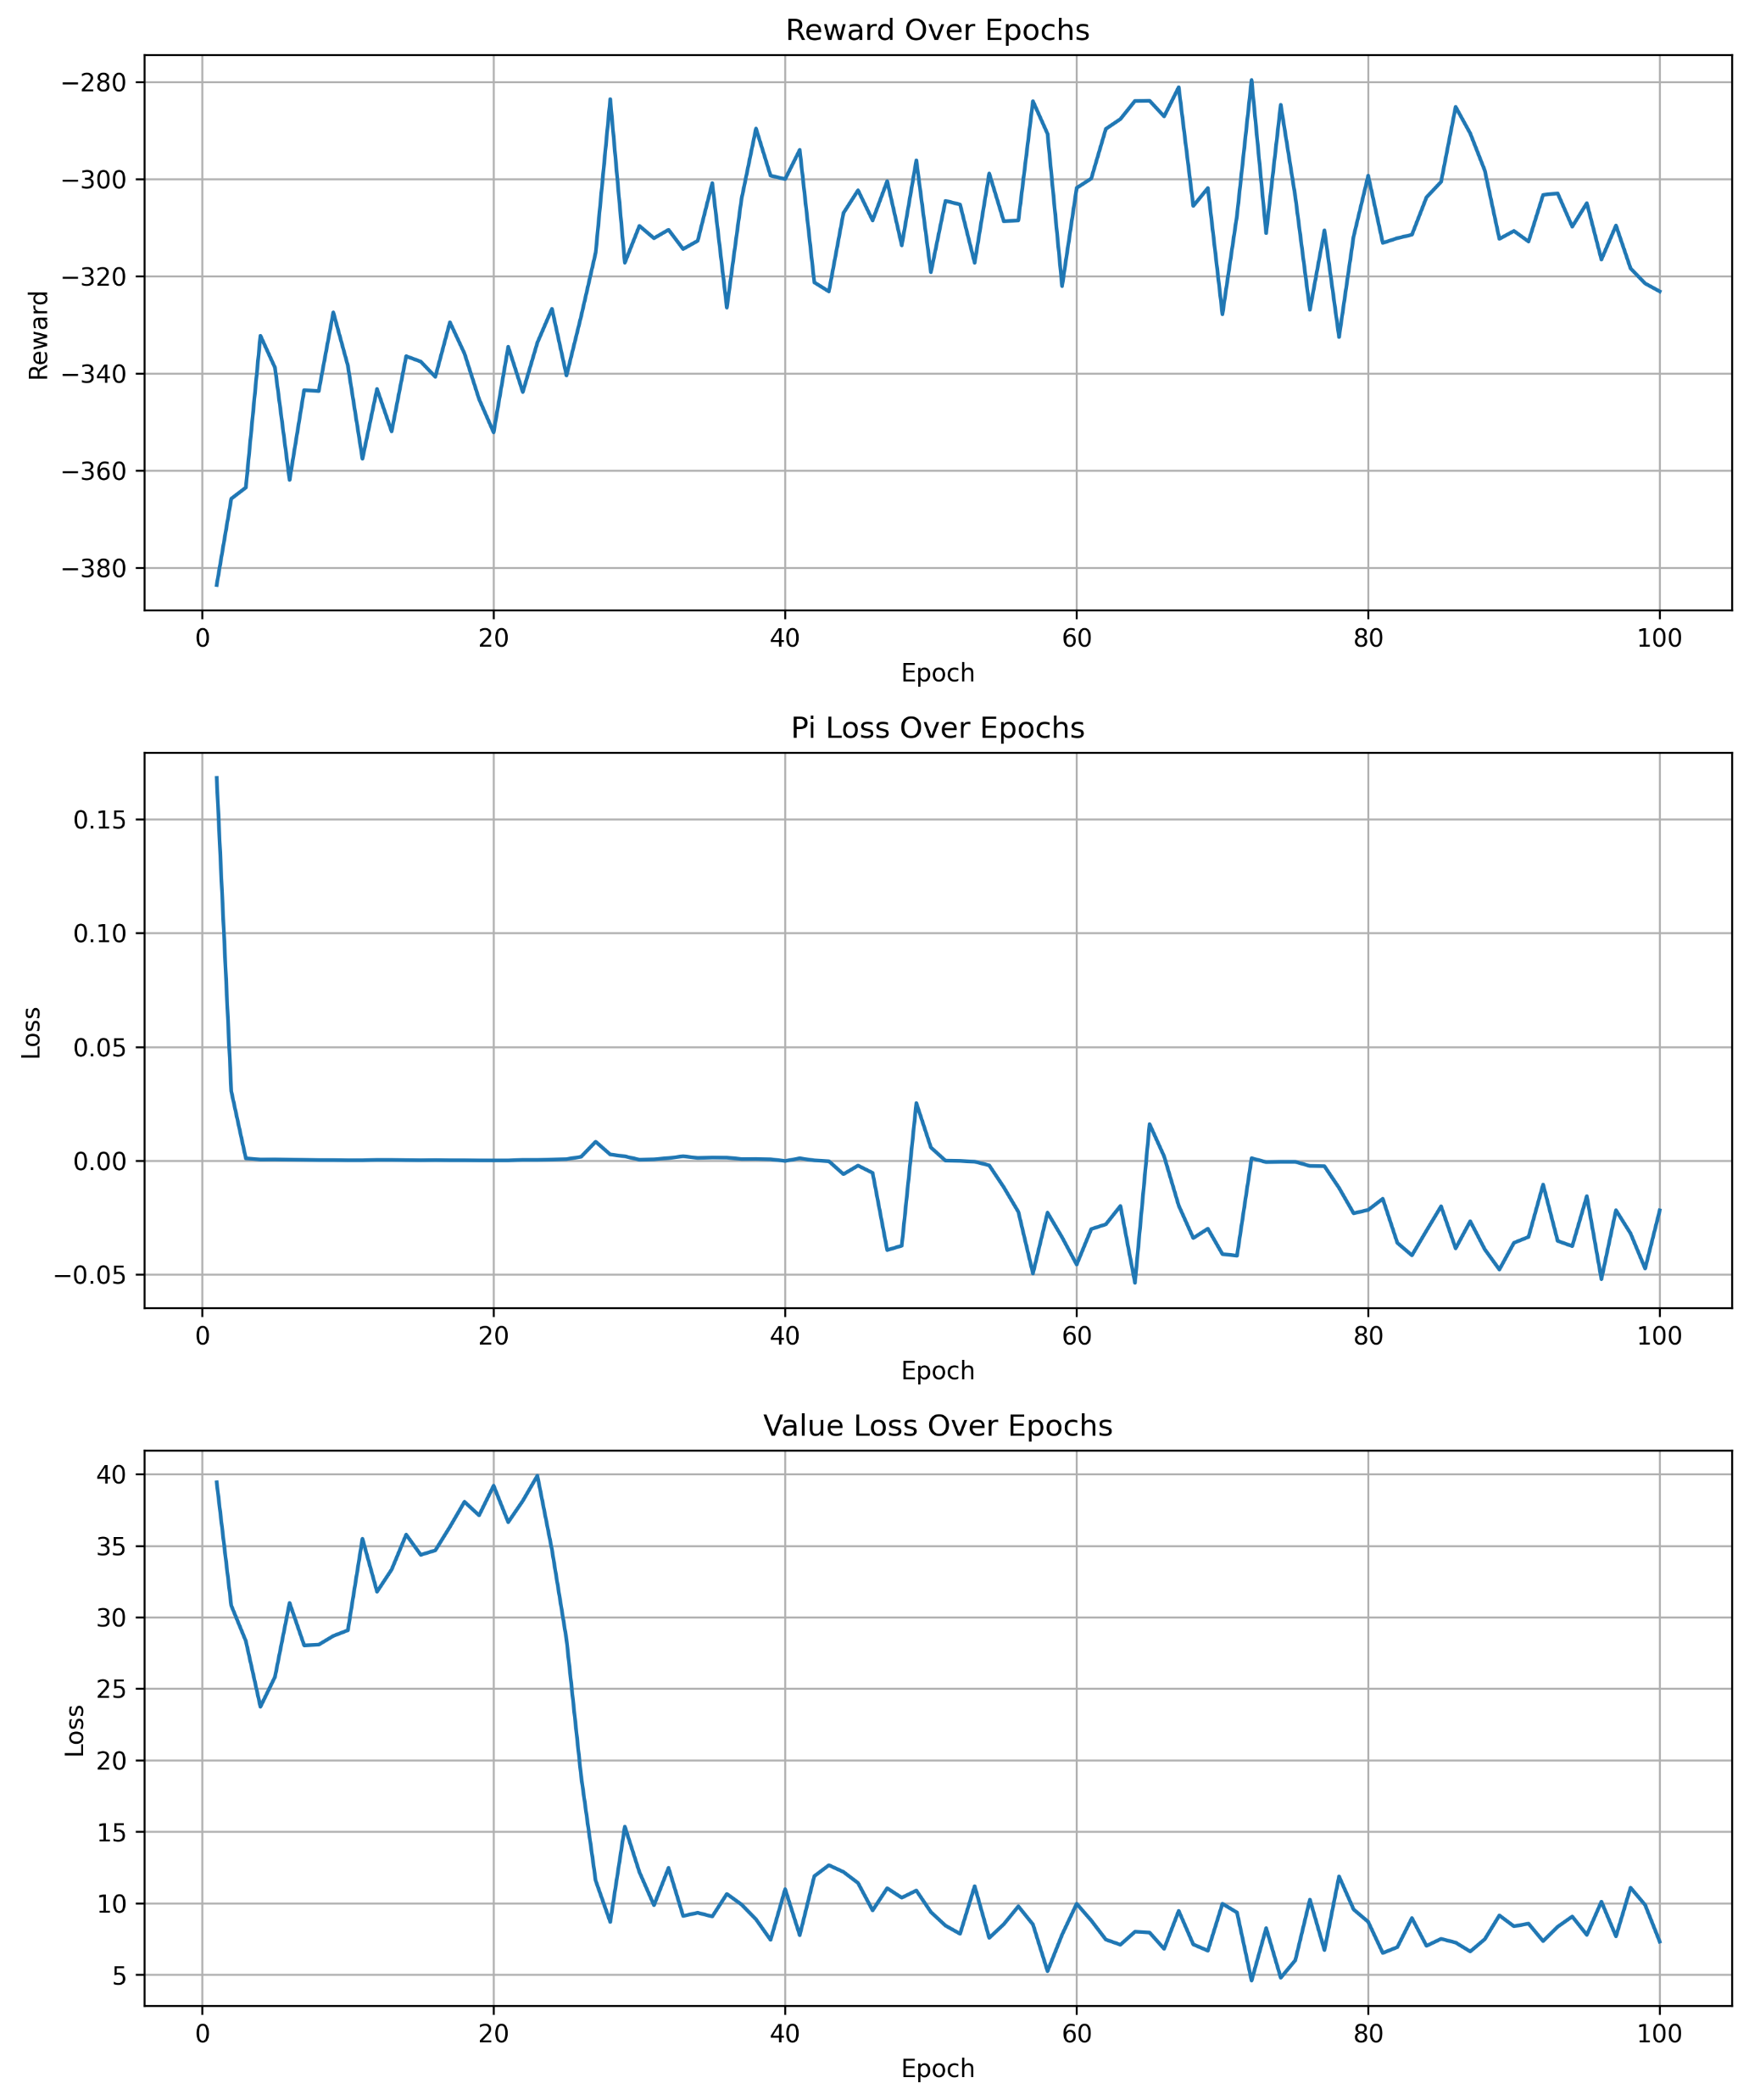 Reward Over Epochs
−280
−300
−320
−340
−360
−380
Reward
0 20 40 60 80 100
Epoch
Pi Loss Over Epochs
0.15
0.10
0.05
0.00
−0.05
Loss
0 20 40 60 80 100
Epoch
Value Loss Over Epochs
40
35
30
25
20
15
10
5
Loss
0 20 40 60 80 100
Epoch